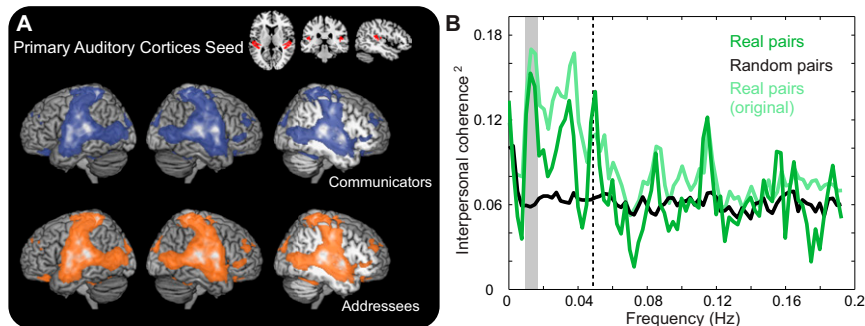 A
Primary Auditory Cortices Seed
Communicators
Addressees
B
Interpersonal coherence 2
0.18
0.12
0.06
0
0
0.04
0.08
0.12
0.16
0.2
Frequency (Hz)
Real pairs
Random pairs
Real pairs
(original)